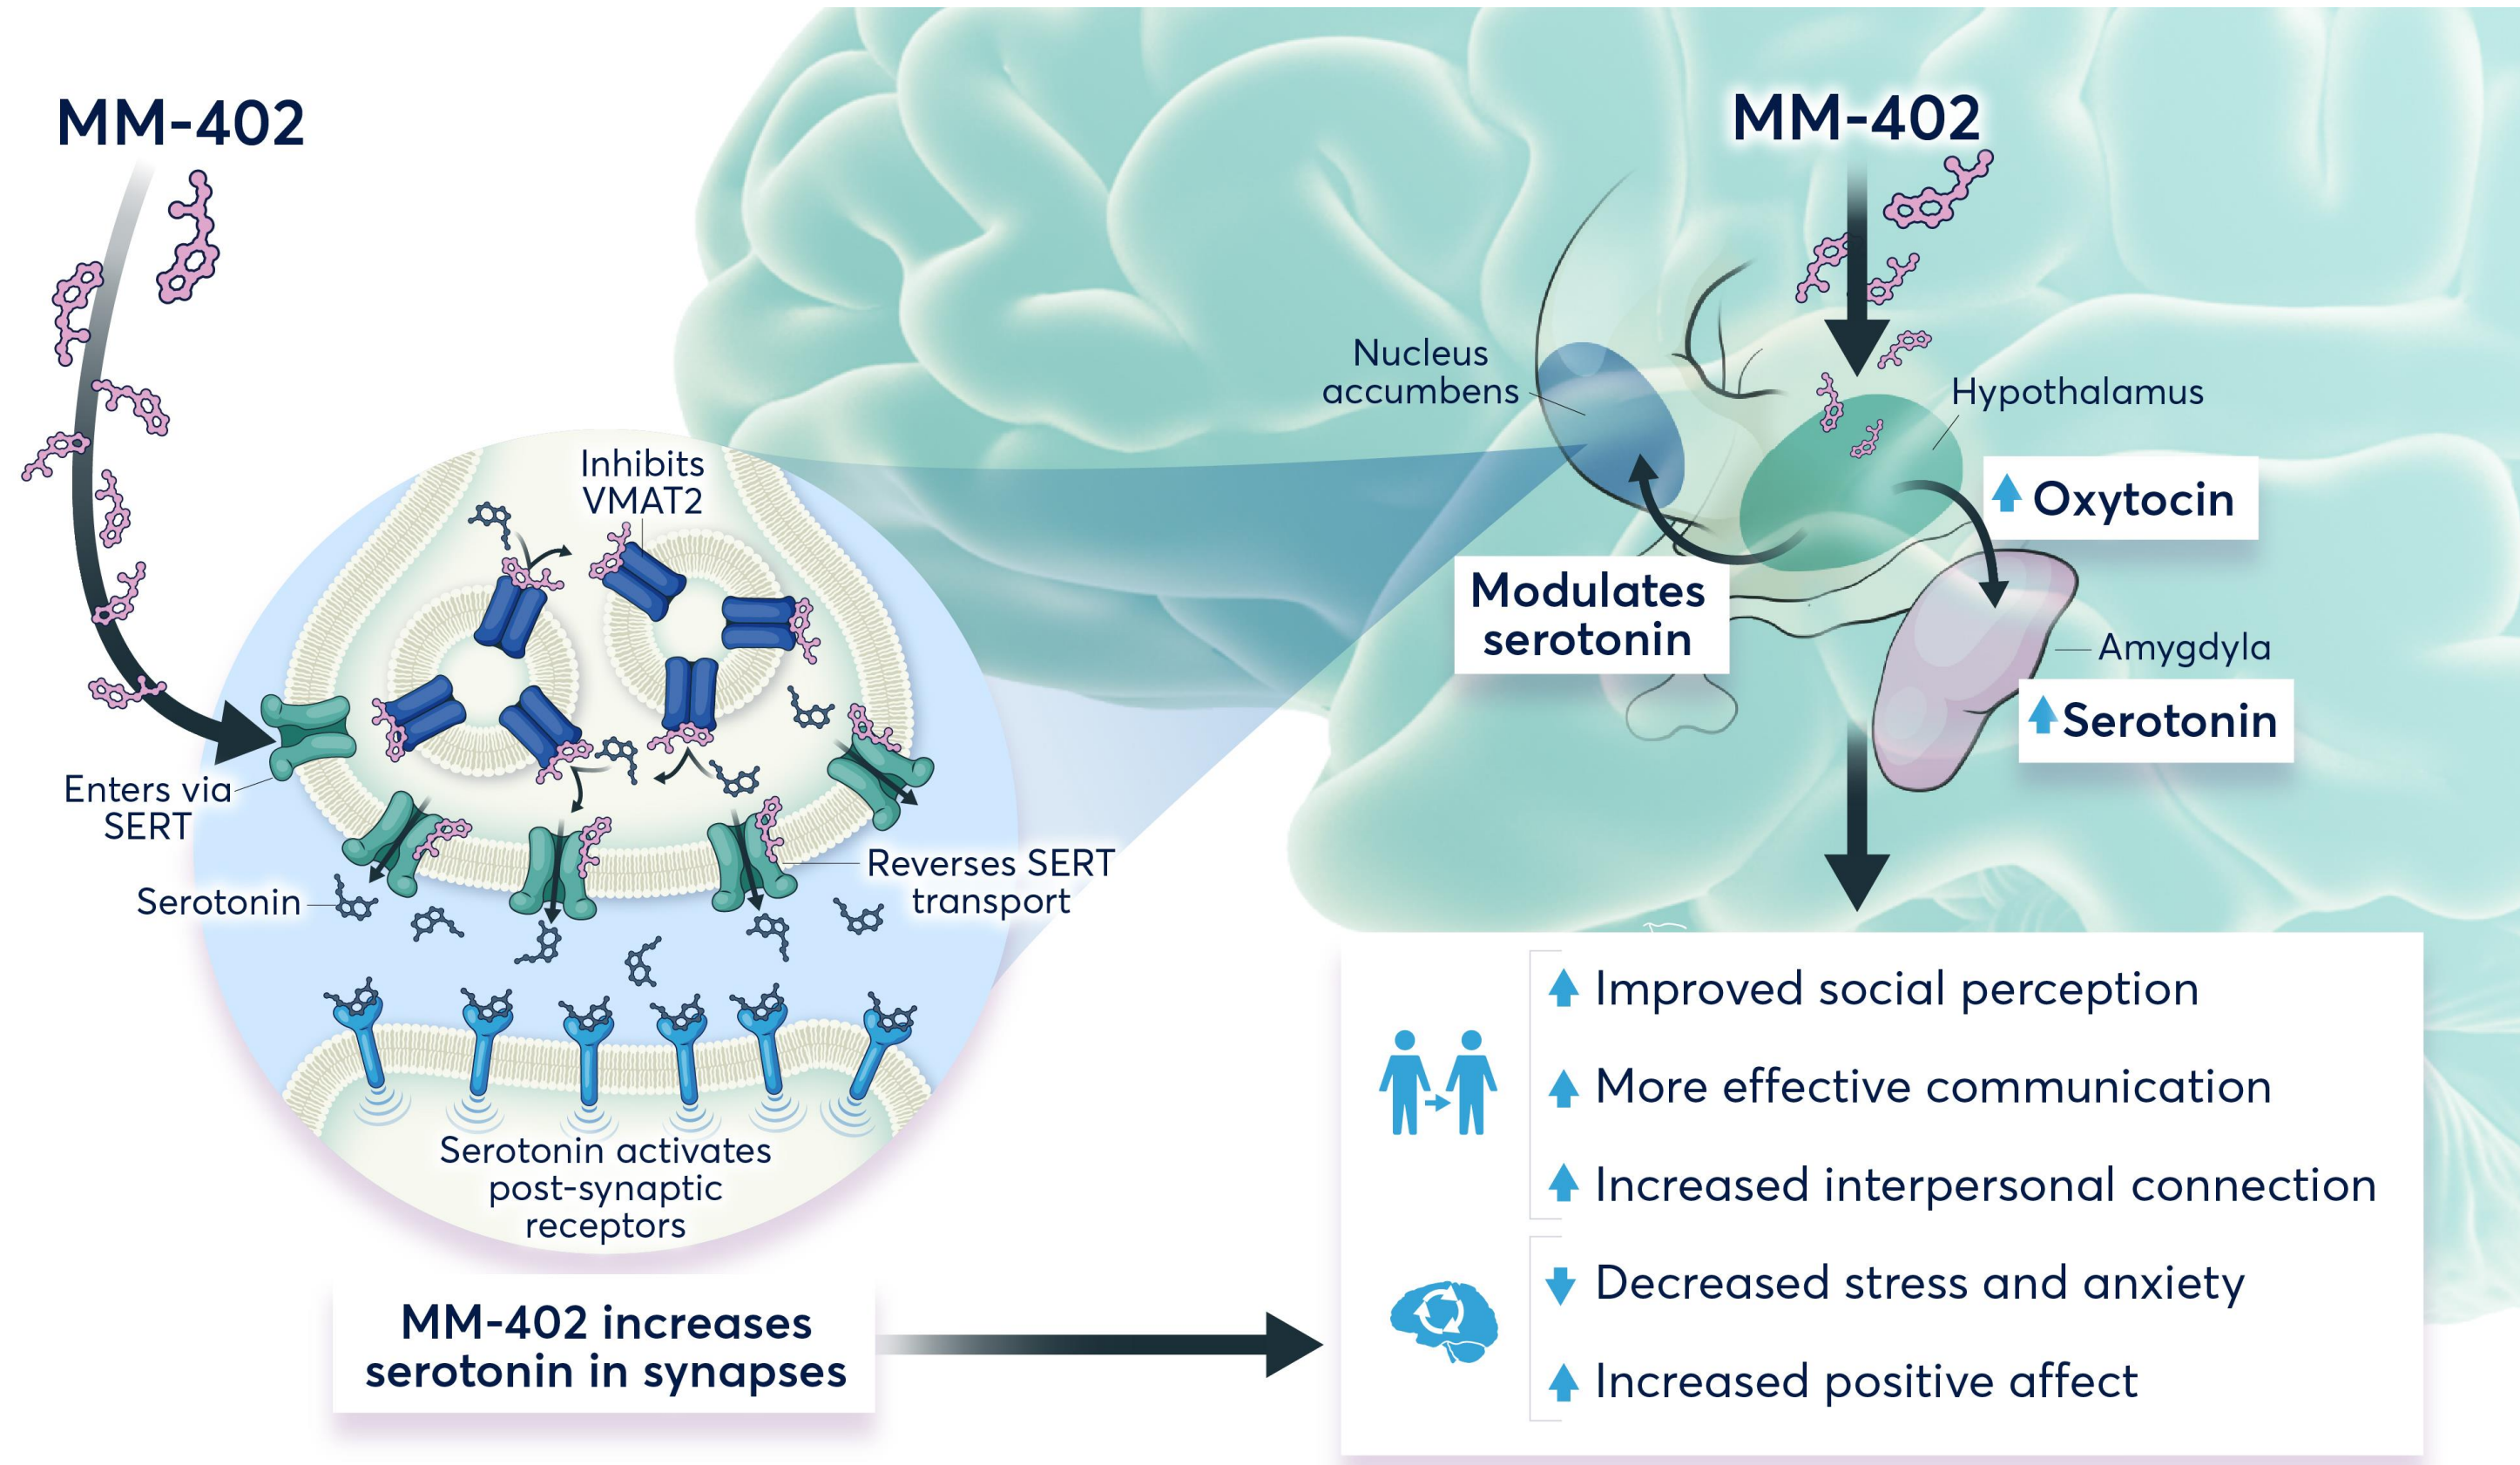 MM-402
Inhibits
VMAT2
Enters via
SERT
Serotonin
Reverses SERT
transport
Serotonin activates
post-synaptic
receptors
MM-402 increases
serotonin in synapses
MM-402
Nucleus
accumbens
Hypothalamus
Oxytocin
Modulates
serotonin
Amygdyla
Serotonin
Improved social perception
More effective communication
Increased interpersonal connection
Decreased stress and anxiety
Increased positive affect